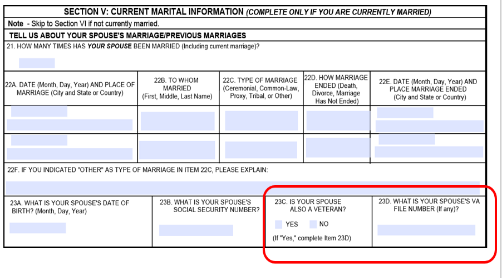 SECTION V: CURRENT MARITAL INFORMATION (COMPLETE ONLY IF YOU ARE CURRENTLY MARRIED)
Note - Skip to Section VI if not currently married.
TELL US ABOUT YOUR SPOUSE'S MARRIAGE/PREVIOUS MARRIAGES
21. HOW MANY TIMES HAS YOUR SPOUSE BEEN MARRIED (Including current marriage)?
22A. DATE (Month, Day, Year) AND PLACE OF
MARRIAGE (City and State or Country)
22B. TO WHOM
MARRIED
(First, Middle, Last Name)
22C. TYPE OF MARRIAGE
(Ceremonial, Common-Law,
Proxy, Tribal, or Other)
22D. HOW MARRIAGE
ENDED (Death,
Divorce, Marriage
Has Not Ended)
22E. DATE (Month, Day, Year) AND
PLACE MARRIAGE ENDED
(City and State or Country)
22F. IF YOU INDICATED "OTHER" AS TYPE OF MARRIAGE IN ITEM 22C, PLEASE EXPLAIN:
23A. WHAT IS YOUR SPOUSE'S DATE OF
BIRTH? (Month, Day, Year)
23B. WHAT IS YOUR SPOUSE'S
SOCIAL SECURITY NUMBER?
23C. IS YOUR SPOUSE
ALSO A VETERAN?
YES NO
(If "Yes," complete Item 23D)
23D. WHAT IS YOUR SPOUSE'S VA
FILE NUMBER (If any)?